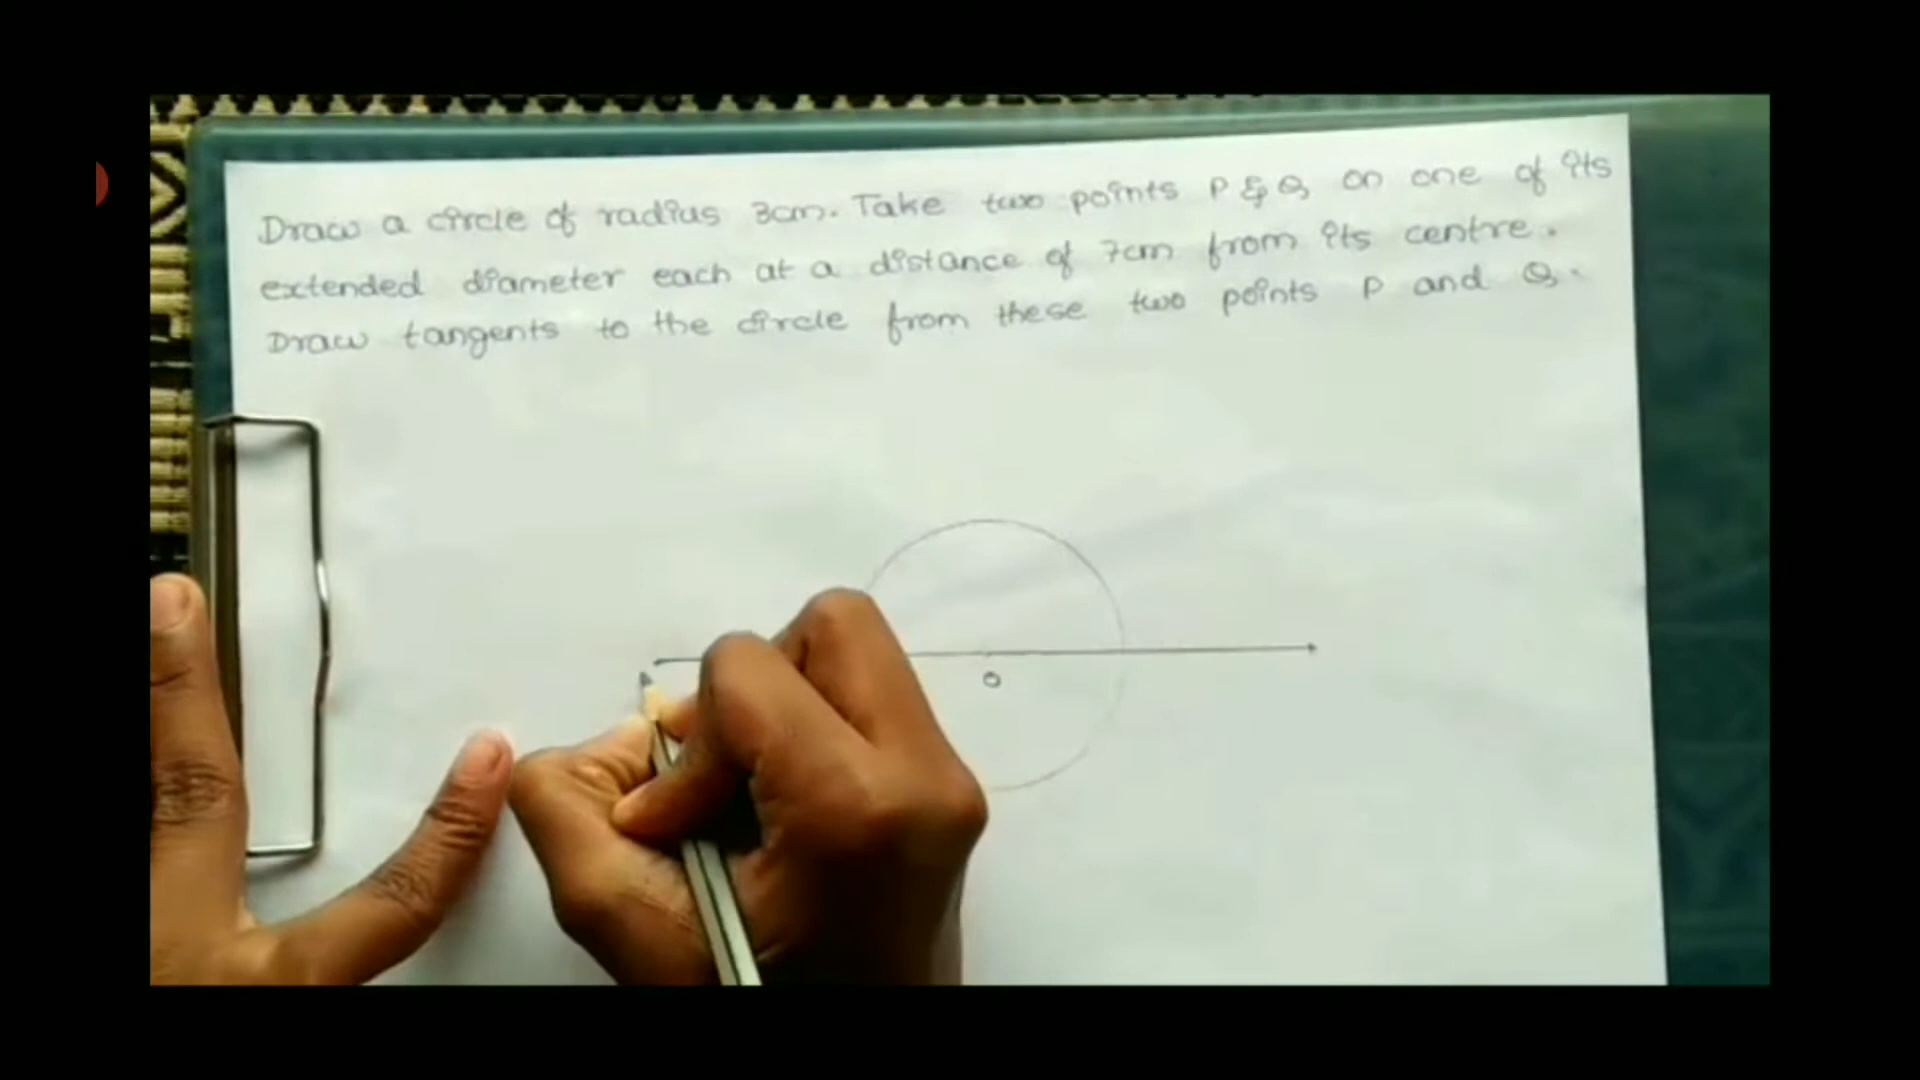 Draw a circle of radius 3cm. Take two points P & Q on one of its
extended diameter each at a distance of 7cm from its centre.
Draw tangents to the circle from these two points P and Q.
O